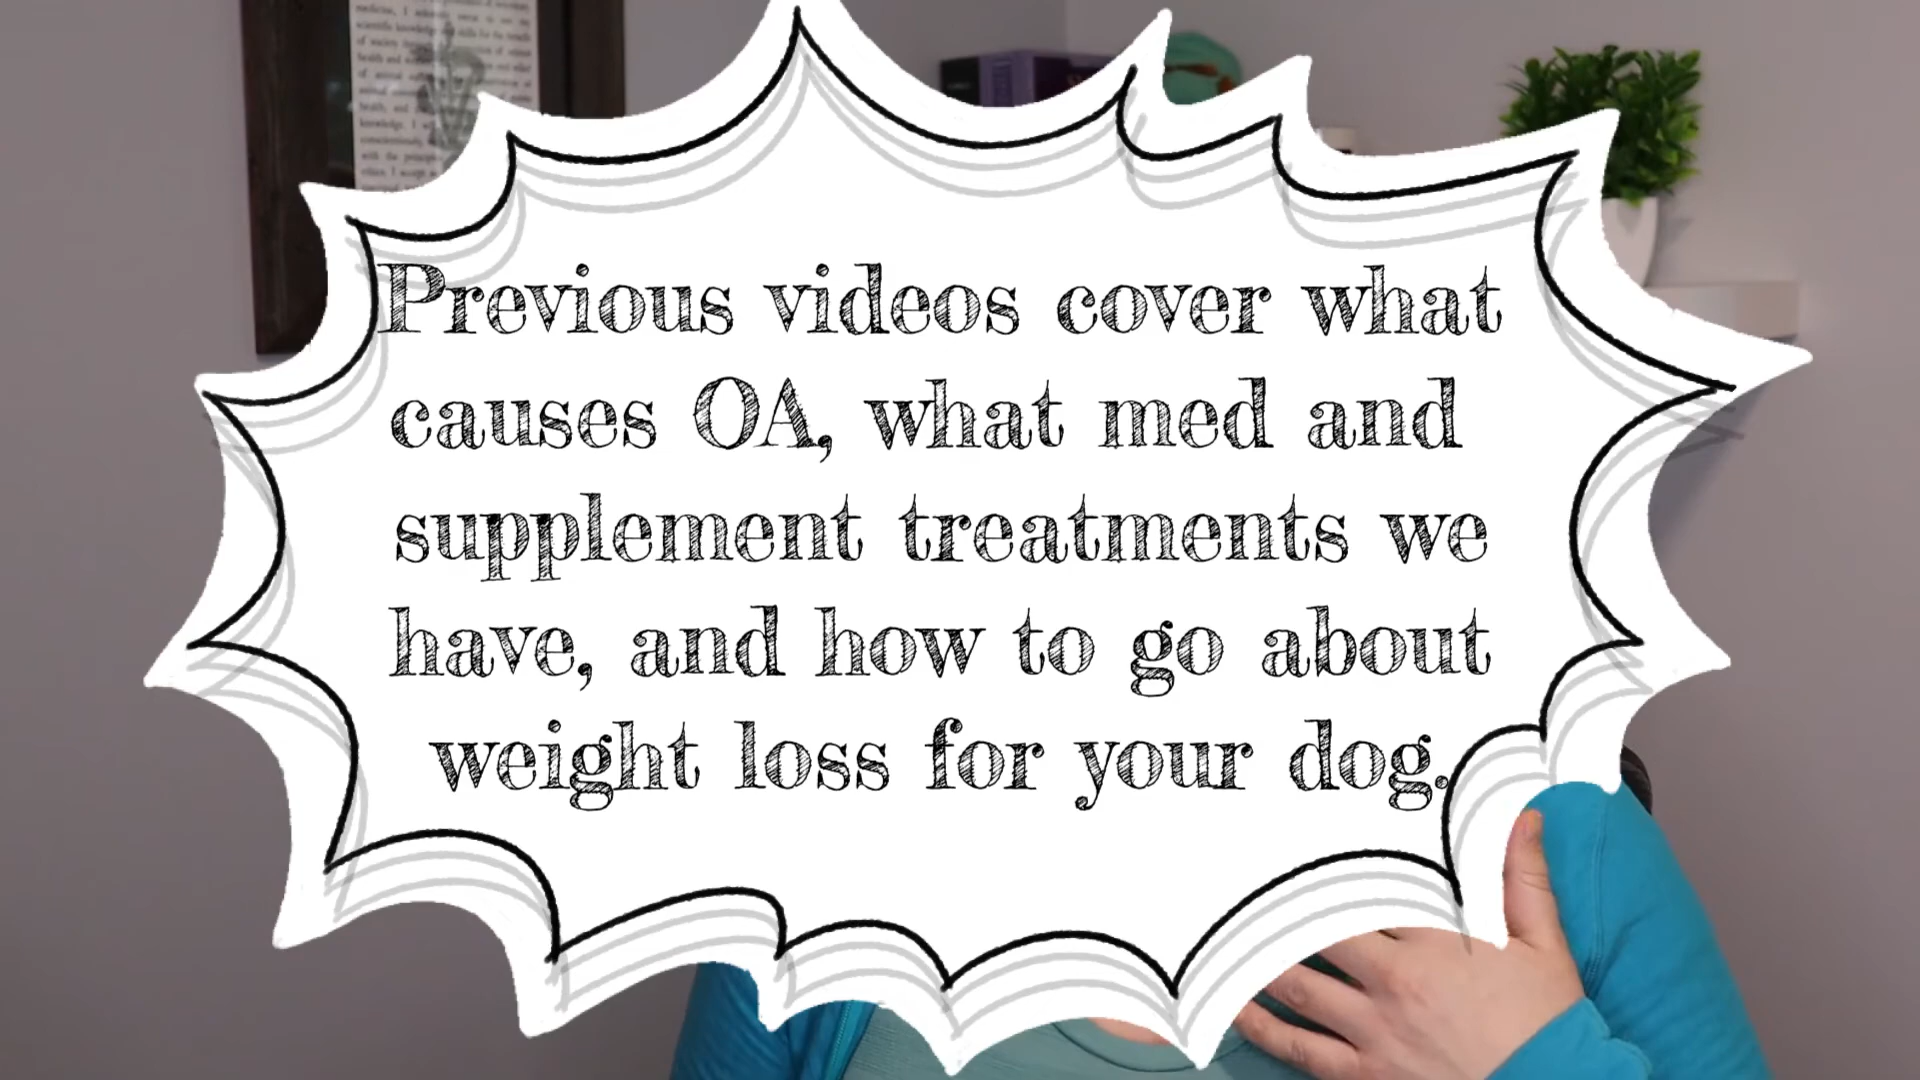 Previous videos cover what
causes OA, what med and
supplement treatments we
have, and how to go about
weight loss for your dog.